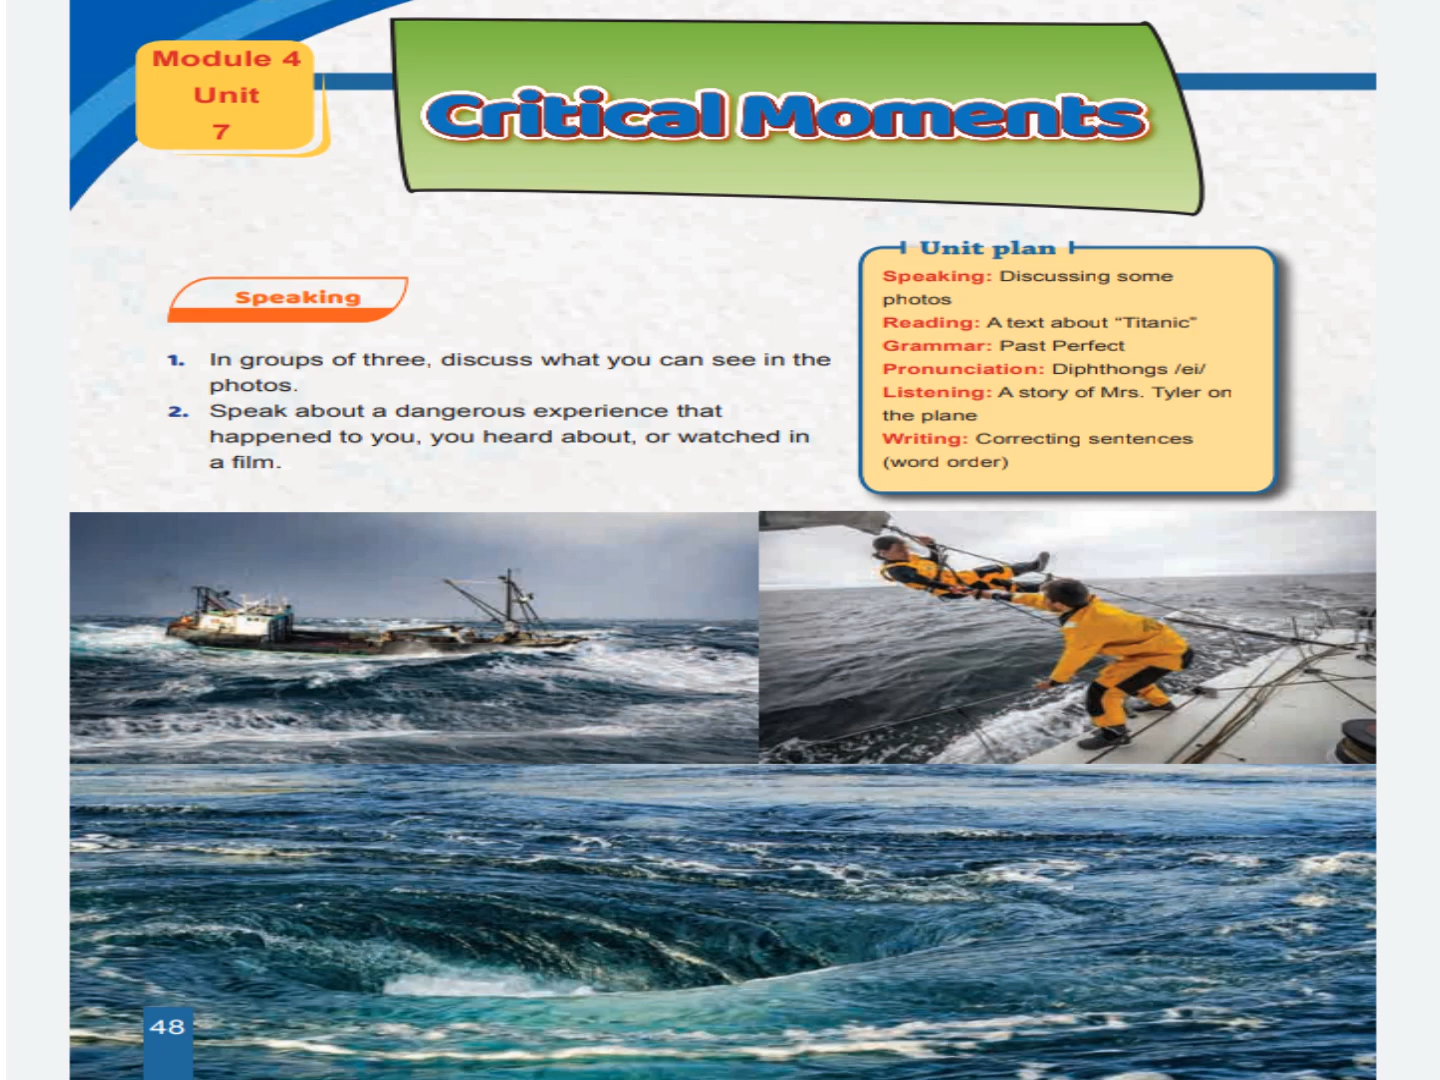 Module 4
Unit
7
Critical Moments
Speaking
1. In groups of three, discuss what you can see in the
photos.
2. Speak about a dangerous experience that
happened to you, you heard about, or watched in
a film.
Unit plan
Speaking: Discussing some
photos
Reading: A text about “Titanic”
Grammar: Past Perfect
Pronunciation: Diphthongs /ei/
Listening: A story of Mrs. Tyler on
the plane
Writing: Correcting sentences
(word order)
48